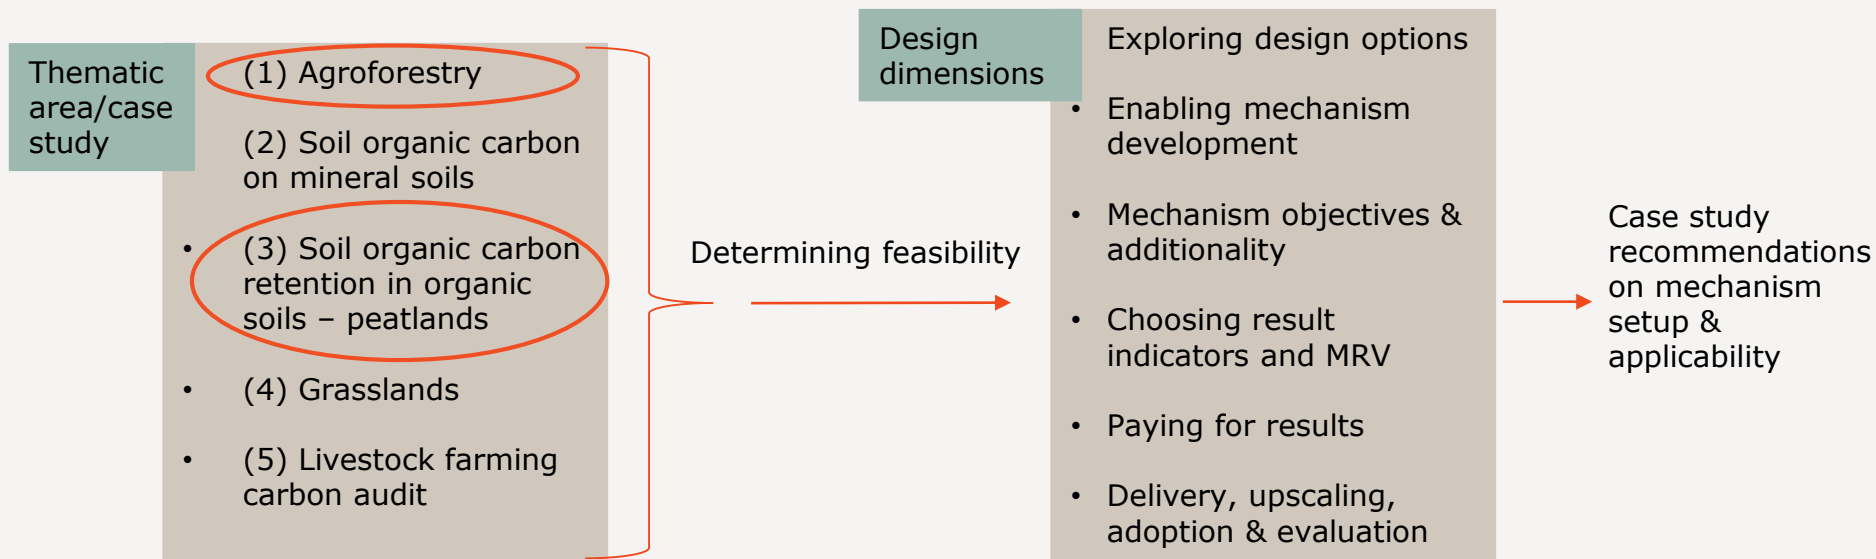 Thematic
area/case
study
(1) Agroforestry
(2) Soil organic carbon
on mineral soils
• (3) Soil organic carbon
retention in organic
soils – peatlands
• (4) Grasslands
• (5) Livestock farming
carbon audit
Determining feasibility
Design
dimensions
Exploring design options
• Enabling mechanism
development
• Mechanism objectives &
additionality
• Choosing result
indicators and MRV
• Paying for results
• Delivery, upscaling,
adoption & evaluation
Case study
recommendations
on mechanism
setup &
applicability